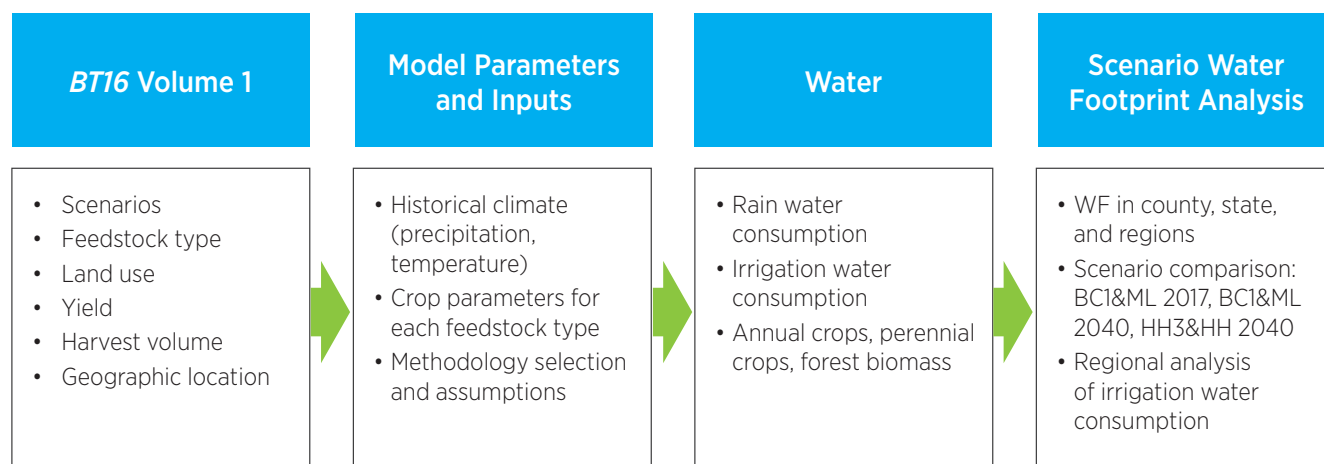 BT16 Volume 1
• Scenarios
• Feedstock type
• Land use
• Yield
• Harvest volume
• Geographic location
Model Parameters
and Inputs
• Historical climate
(precipitation,
temperature)
• Crop parameters for
each feedstock type
• Methodology selection
and assumptions
Water
• Rain water
consumption
• Irrigation water
consumption
• Annual crops, perennial
crops, forest biomass
Scenario Water
Footprint Analysis
• WF in county, state,
and regions
• Scenario comparison:
BC1&ML 2017, BC1&ML
2040, HH3&HH 2040
• Regional analysis
of irrigation water
consumption